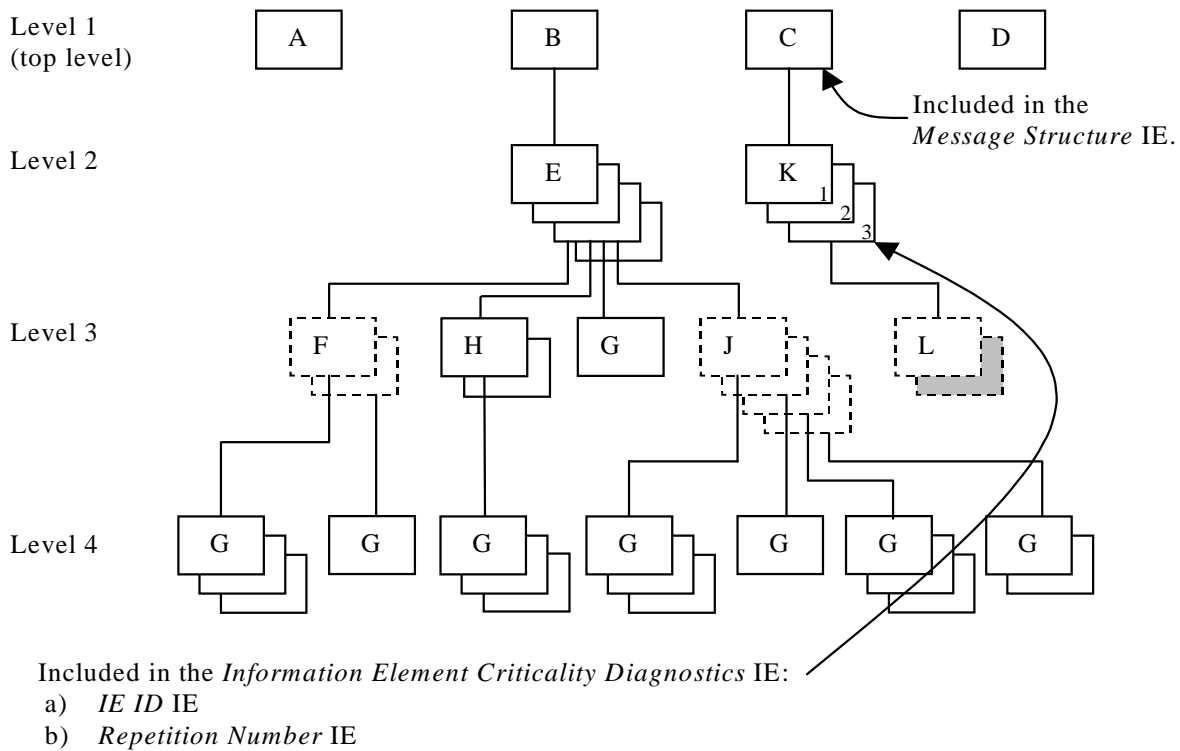 Level 1
(top level)
A
B
C
D
Included in the
Message Structure IE.
Level 2
E
K
1
2
3
Level 3
F
H
G
J
L
Level 4
G
G
G
G
G
G
G
Included in the Information Element Criticality Diagnostics IE:
a) IE ID IE
b) Repetition Number IE